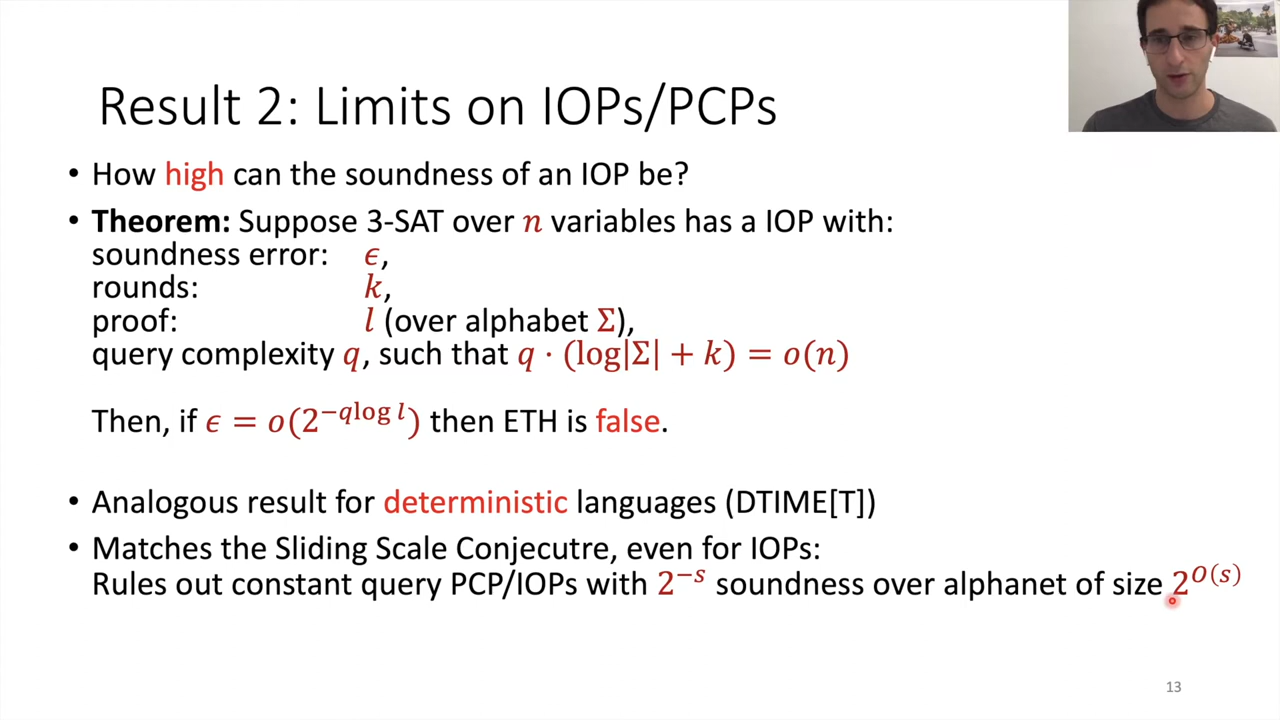 Result 2: Limits on IOPs/PCPs
• How high can the soundness of an IOP be?
• Theorem: Suppose 3-SAT over n variables has a IOP with:
soundness error: ϵ,
rounds: k,
proof: l (over alphabet Σ),
query complexity q, such that q · (log|Σ| + k) = o(n)
Then, if ϵ = o(2^{−qlog l}) then ETH is false.
• Analogous result for deterministic languages (DTIME[T])
• Matches the Sliding Scale Conjecutre, even for IOPs:
Rules out constant query PCP/IOPs with 2^{−s} soundness over alphanet of size 2^{O(s)}
13